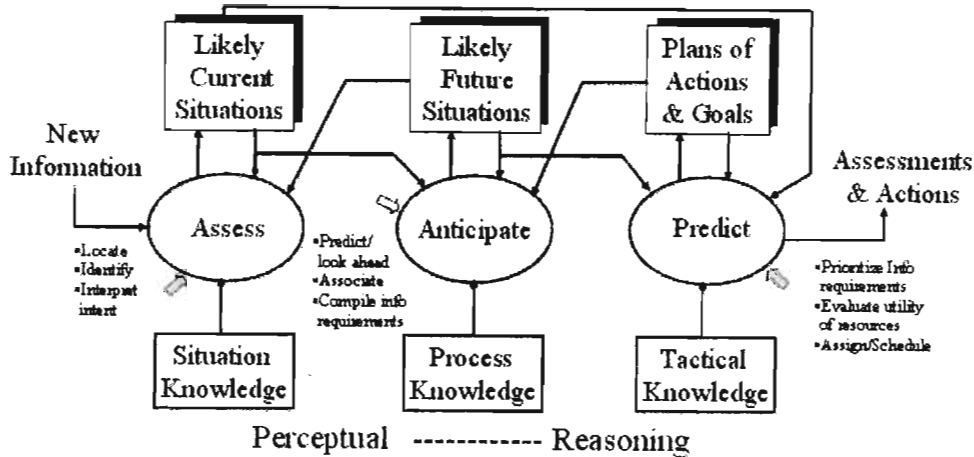 Likely
Current
Situations
Likely
Future
Situations
Plans of
Actions
& Goals
New
Information
Assessments
& Actions
Assess
Anticipate
Predict
▪Locate
▪Identify
▪Interpret
intent
▪Predict/
look ahead
▪Associate
▪Compile info
requirements
▪Prioritize Info
requirements
▪Evaluate utility
of resources
▪Assign/Schedule
Situation
Knowledge
Process
Knowledge
Tactical
Knowledge
Perceptual ---------- Reasoning